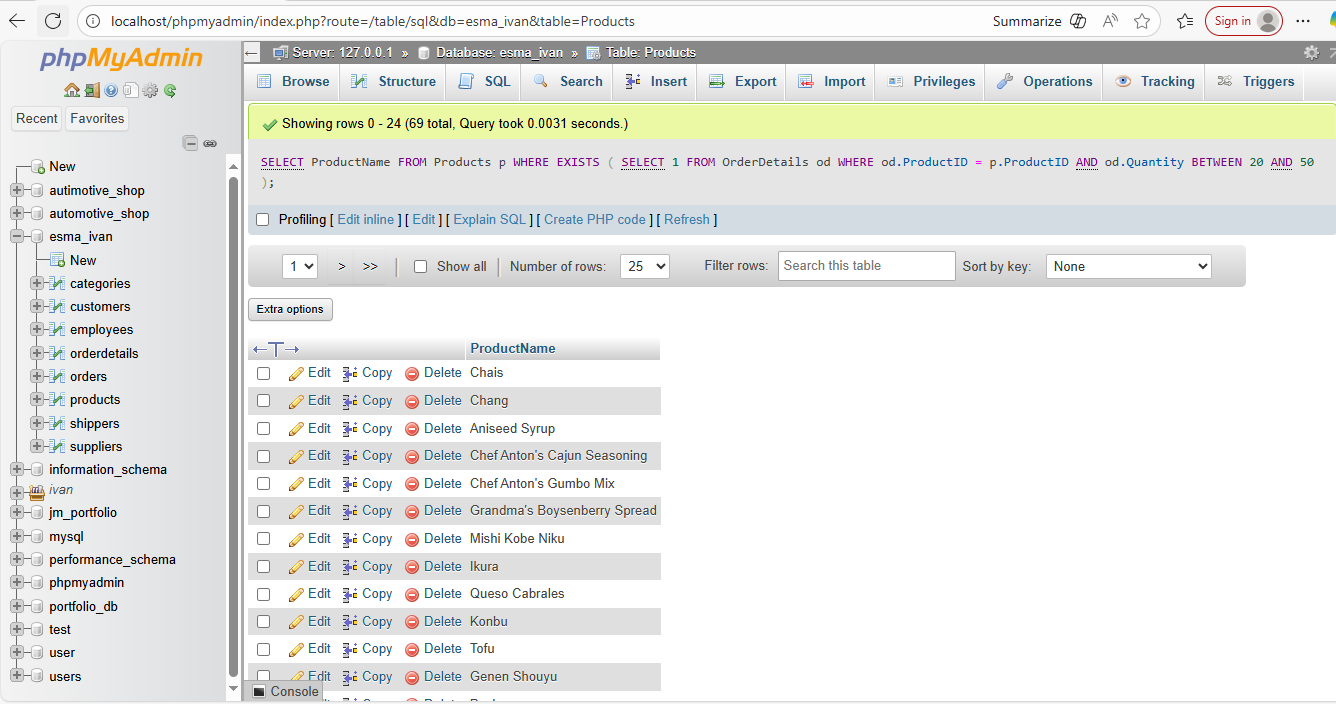 localhost/phpmyadmin/index.php?route=/table/sql&db=esma_ivan&table=Products Summarize Sign in
phpMyAdmin
Recent Favorites
New
autimotive_shop
automotive_shop
esma_ivan
New
categories
customers
employees
orderdetails
orders
products
shippers
suppliers
information_schema
ivan
jm_portfolio
mysql
performance_schema
phpmyadmin
portfolio_db
test
user
users
Server: 127.0.0.1 » Database: esma_ivan » Table: Products
Browse Structure SQL Search Insert Export Import Privileges Operations Tracking Triggers
Showing rows 0 - 24 (69 total, Query took 0.0031 seconds.)
SELECT ProductName FROM Products p WHERE EXISTS ( SELECT 1 FROM OrderDetails od WHERE od.ProductID = p.ProductID AND od.Quantity BETWEEN 20 AND 50
);
Profiling [ Edit inline ] [ Edit ] [ Explain SQL ] [ Create PHP code ] [ Refresh ]
1 > >> | Show all | Number of rows: 25 Filter rows: Search this table Sort by key: None
Extra options
←T→ ProductName
Edit Copy Delete Chais
Edit Copy Delete Chang
Edit Copy Delete Aniseed Syrup
Edit Copy Delete Chef Anton's Cajun Seasoning
Edit Copy Delete Chef Anton's Gumbo Mix
Edit Copy Delete Grandma's Boysenberry Spread
Edit Copy Delete Mishi Kobe Niku
Edit Copy Delete Ikura
Edit Copy Delete Queso Cabrales
Edit Copy Delete Konbu
Edit Copy Delete Tofu
Edit Copy Delete Genen Shouyu
Console